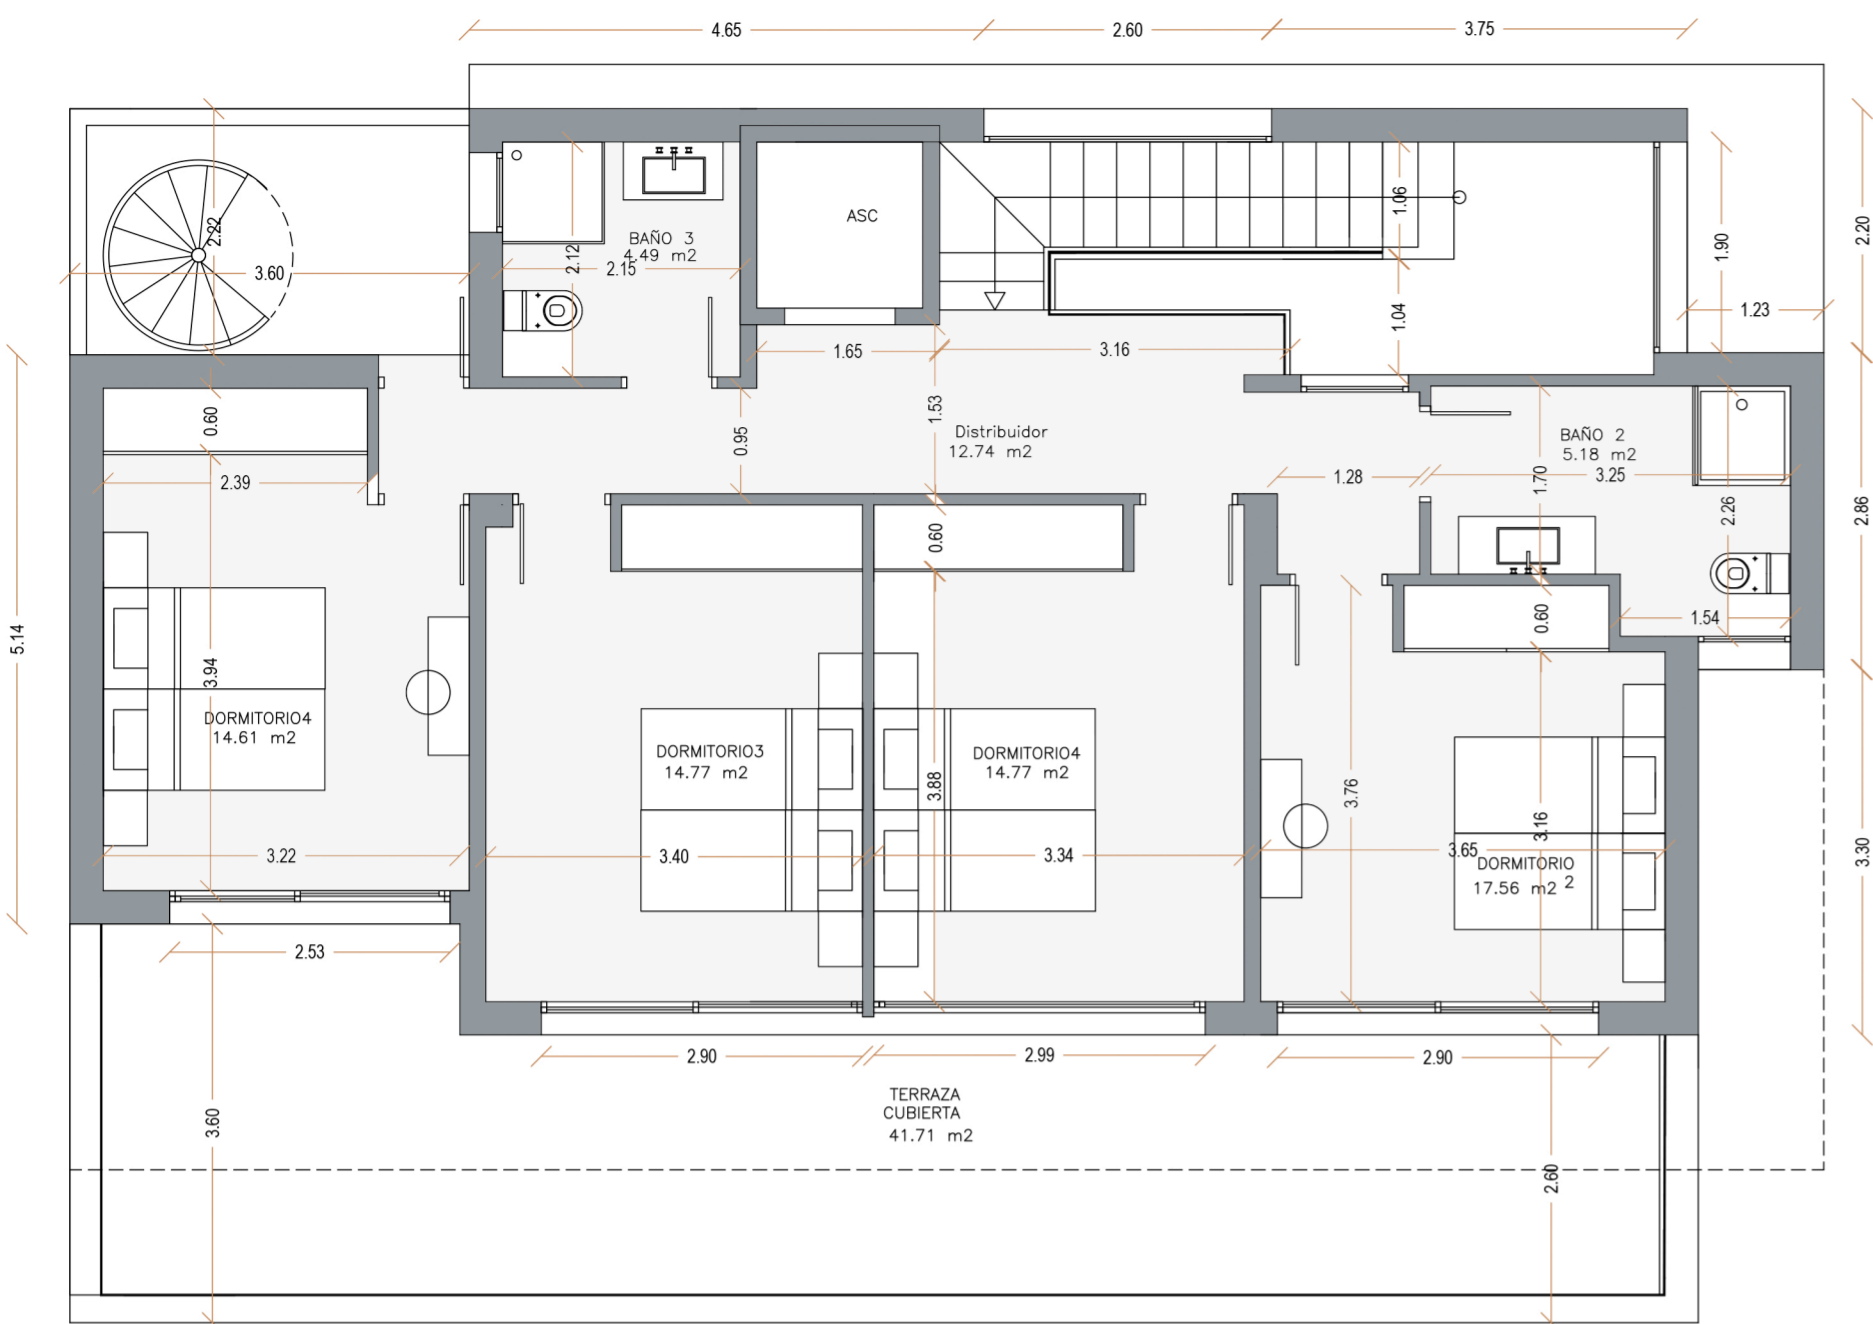 4.65
2.60
3.75
2.22
3.60
2.12
BAÑO 3
4.49 m2
2.15
ASC
1.06
1.90
2.20
1.04
1.23
1.65
3.16
0.60
0.95
1.53
Distribuidor
12.74 m2
2.39
1.28
1.70
BAÑO 2
5.18 m2
3.25
2.26
2.86
0.60
0.60
1.54
5.14
3.94
DORMITORIO4
14.61 m2
DORMITORIO3
14.77 m2
3.88
DORMITORIO4
14.77 m2
3.76
3.16
3.22
3.40
3.34
3.65
DORMITORIO
17.56 m2 2
3.30
2.53
2.90
2.99
2.90
TERRAZA
CUBIERTA
41.71 m2
3.60
2.60